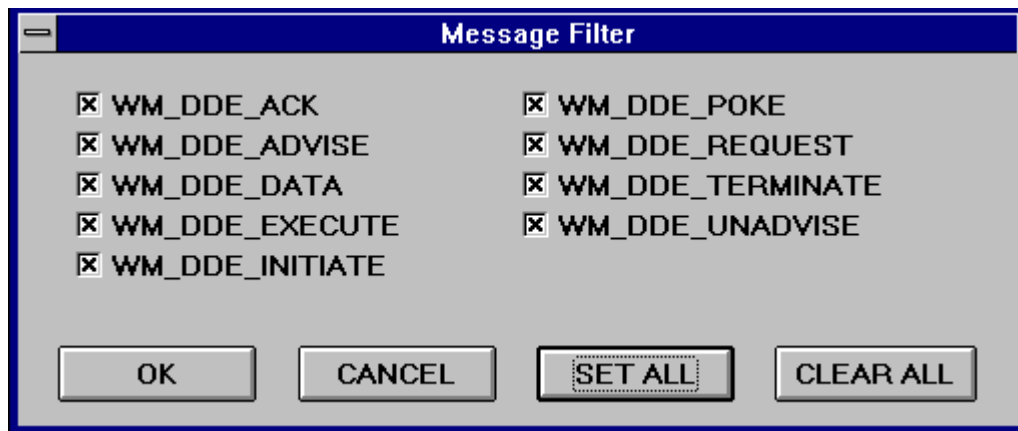 Message Filter
WM_DDE_ACK
WM_DDE_ADVISE
WM_DDE_DATA
WM_DDE_EXECUTE
WM_DDE_INITIATE
WM_DDE_POKE
WM_DDE_REQUEST
WM_DDE_TERMINATE
WM_DDE_UNADVISE
OK
CANCEL
SET ALL
CLEAR ALL